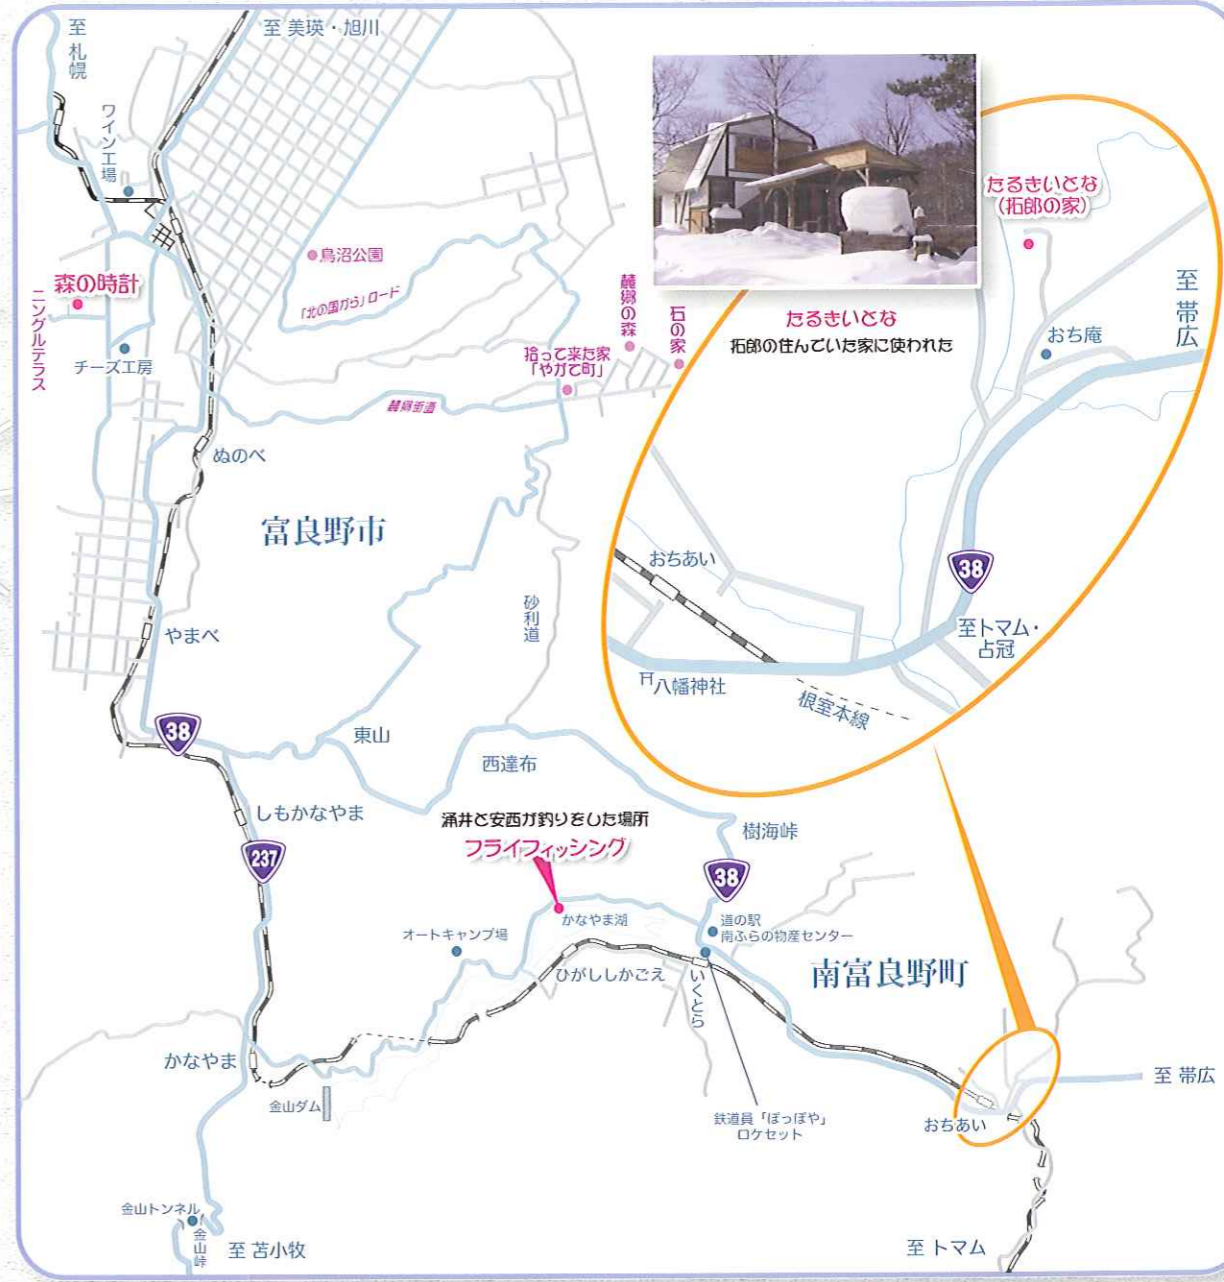 至 札幌
至 美瑛・旭川
ワイン工場
鳥沼公園
森の時計
ニングルテラス
「北の国から」ロード
チーズ工房
麓郷の森
石の家
拾って来た家
「やがて町」
麓郷街道
ぬのべ
富良野市
砂利道
やまべ
38
東山
西達布
しもかなやま
237
涌井と安西が釣りをした場所
フライフィッシング
樹海峠
38
かなやま湖
オートキャンプ場
道の駅
南ふらの物産センター
ひがししかごえ
いくとら
南富良野町
かなやま
金山ダム
鉄道員「ぽっぽや」
ロケセット
おちあい
至 帯広
金山トンネル
金山峠
至 苫小牧
至 トマム
たるきいとな
拓郎の住んでいた家に使われた
たるきいとな
(拓郎の家)
至 帯広
おち庵
おちあい
38
至トマム・
占冠
八幡神社
根室本線